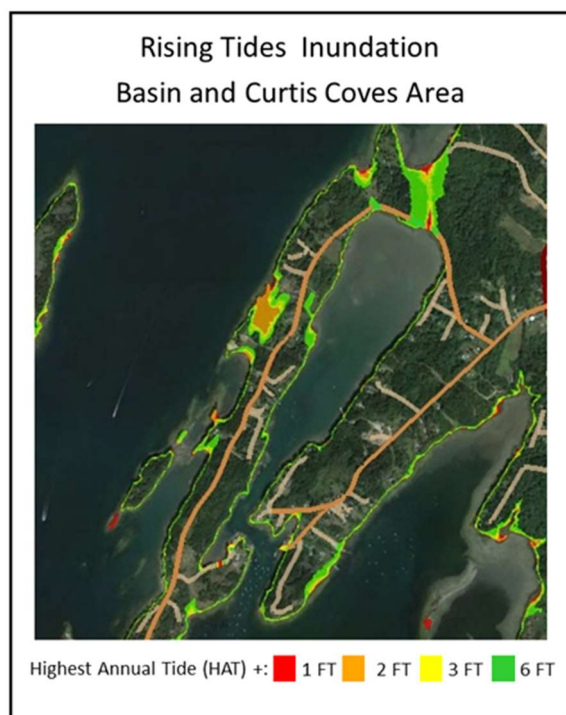 Rising Tides Inundation
Basin and Curtis Coves Area
Highest Annual Tide (HAT) +: 1 FT 2 FT 3 FT 6 FT